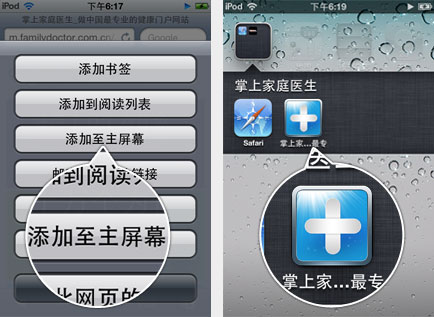 iPod
下午6:17
掌上家庭医生_做中国最专业的健康门户网站
m.familydoctor.com.cn/
Google
添加书签
添加到阅读列表
添加至主屏幕
链接
到阅读
添加至主屏幕
此网页的
iPod
下午6:19
掌上家庭医生
Safari
掌上家...最专
医
掌上家...最专